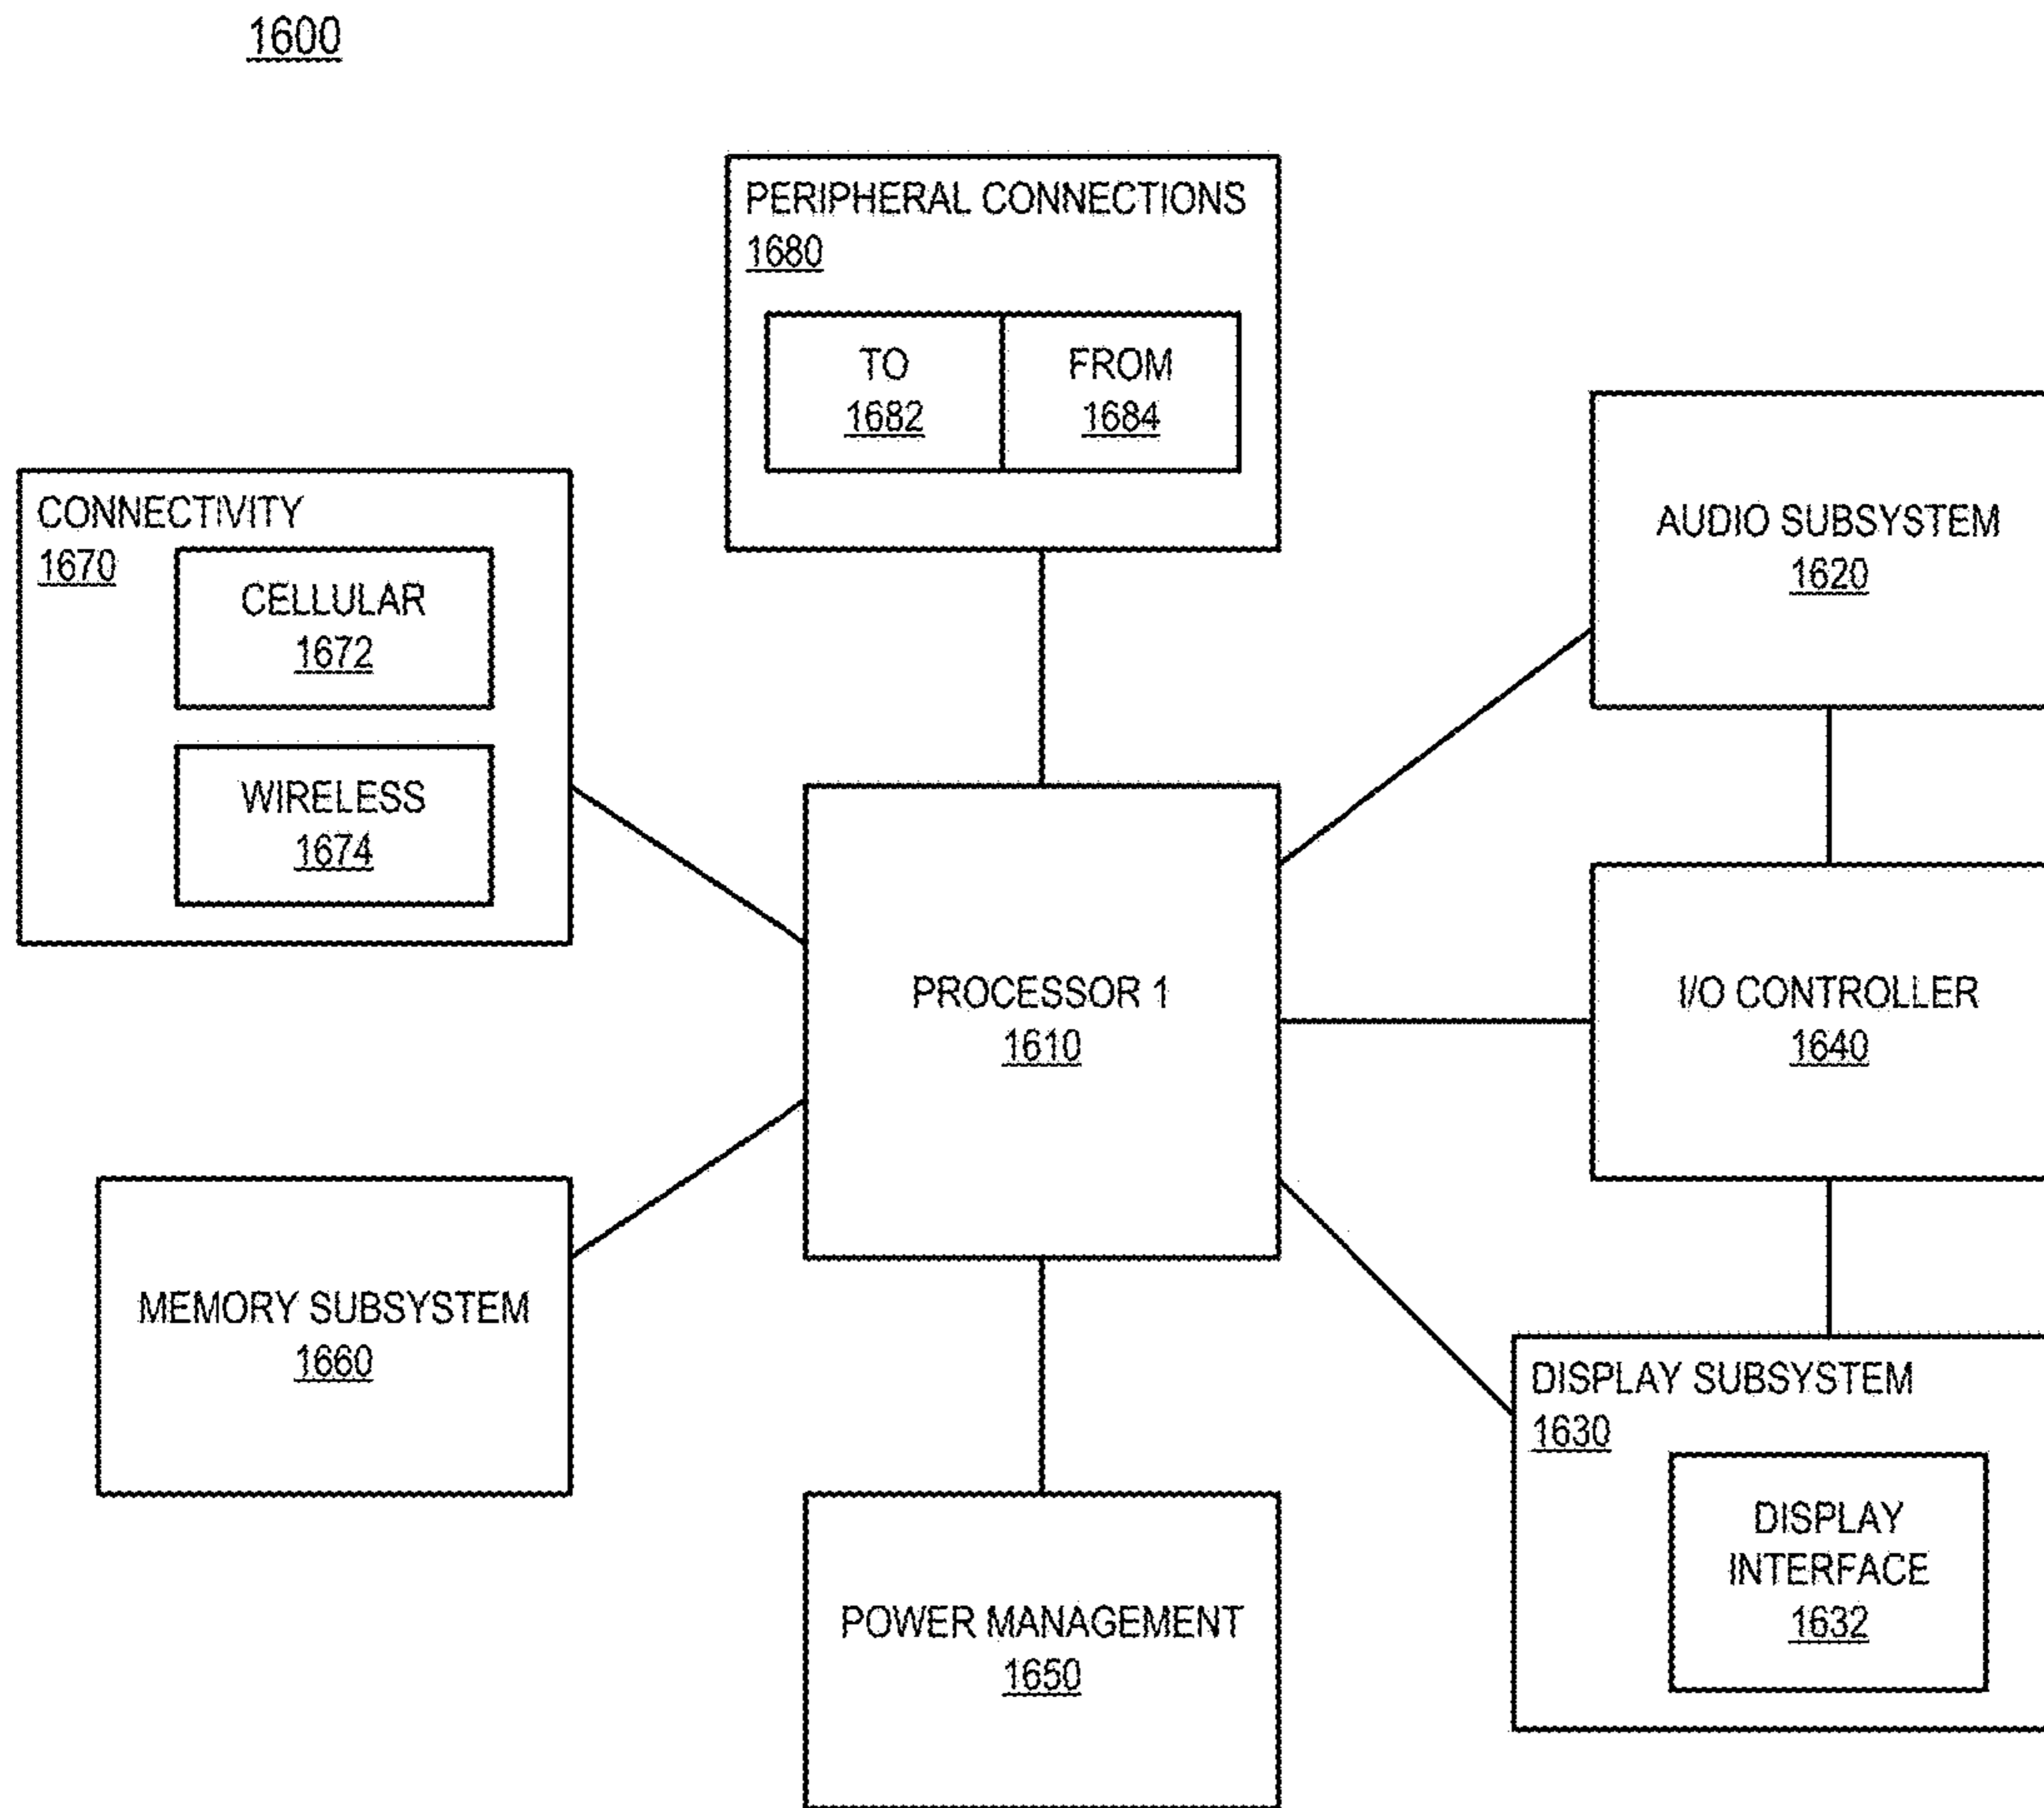 1600
PERIPHERAL CONNECTIONS
1680
TO
1682
FROM
1684
CONNECTIVITY
1670
CELLULAR
1672
WIRELESS
1674
AUDIO SUBSYSTEM
1620
PROCESSOR 1
1610
I/O CONTROLLER
1640
MEMORY SUBSYSTEM
1660
DISPLAY SUBSYSTEM
1630
DISPLAY
INTERFACE
1632
POWER MANAGEMENT
1650